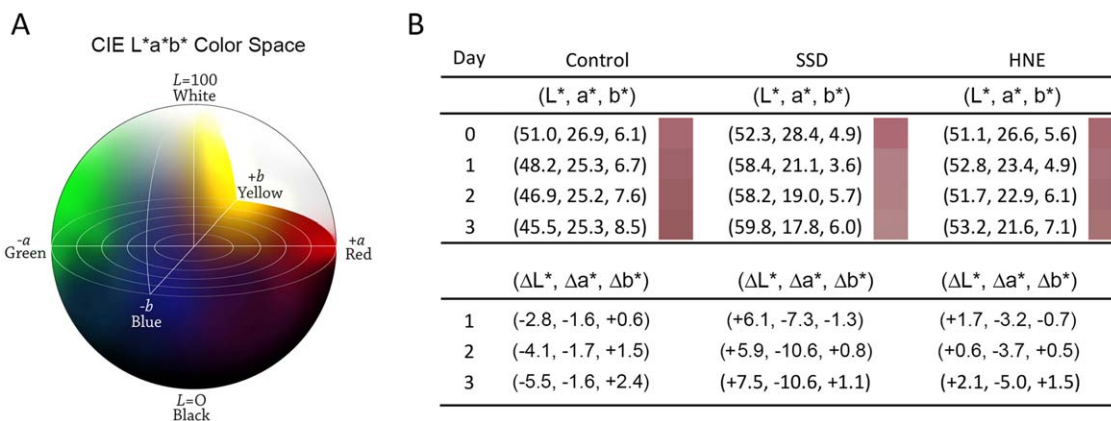 A
CIE L*a*b* Color Space
L=100
White
+b
Yellow
-a
Green
+a
Red
-b
Blue
L=O
Black
B
Day Control SSD HNE
(L*, a*, b*) (L*, a*, b*) (L*, a*, b*)
0 (51.0, 26.9, 6.1) (52.3, 28.4, 4.9) (51.1, 26.6, 5.6)
1 (48.2, 25.3, 6.7) (58.4, 21.1, 3.6) (52.8, 23.4, 4.9)
2 (46.9, 25.2, 7.6) (58.2, 19.0, 5.7) (51.7, 22.9, 6.1)
3 (45.5, 25.3, 8.5) (59.8, 17.8, 6.0) (53.2, 21.6, 7.1)
(ΔL*, Δa*, Δb*) (ΔL*, Δa*, Δb*) (ΔL*, Δa*, Δb*)
1 (-2.8, -1.6, +0.6) (+6.1, -7.3, -1.3) (+1.7, -3.2, -0.7)
2 (-4.1, -1.7, +1.5) (+5.9, -10.6, +0.8) (+0.6, -3.7, +0.5)
3 (-5.5, -1.6, +2.4) (+7.5, -10.6, +1.1) (+2.1, -5.0, +1.5)